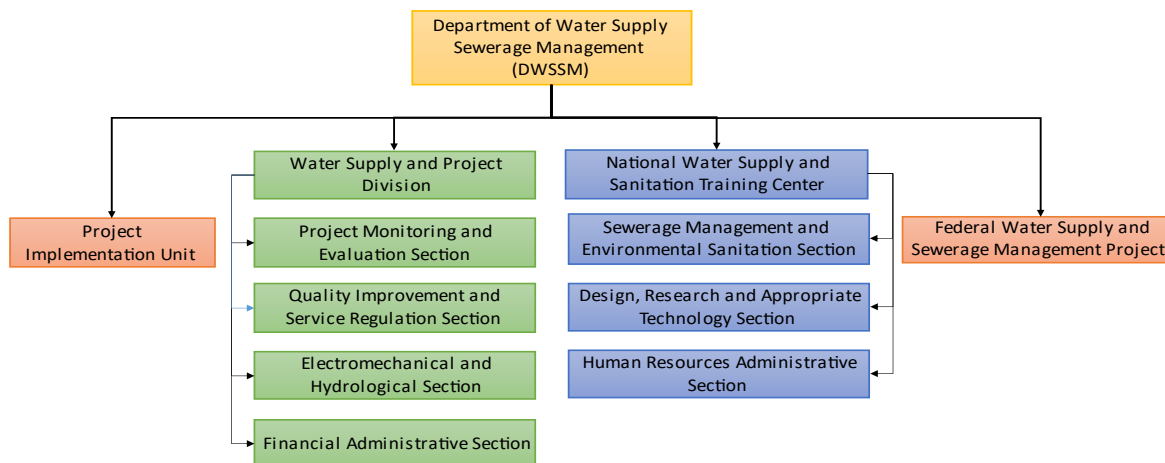 Department of Water Supply
Sewerage Management
(DWSSM)
Water Supply and Project
Division
National Water Supply and
Sanitation Training Center
Project
Implementation Unit
Project Monitoring and
Evaluation Section
Sewerage Management and
Environmental Sanitation Section
Federal Water Supply and
Sewerage Management Project
Quality Improvement and
Service Regulation Section
Design, Research and Appropriate
Technology Section
Electromechanical and
Hydrological Section
Human Resources Administrative
Section
Financial Administrative Section